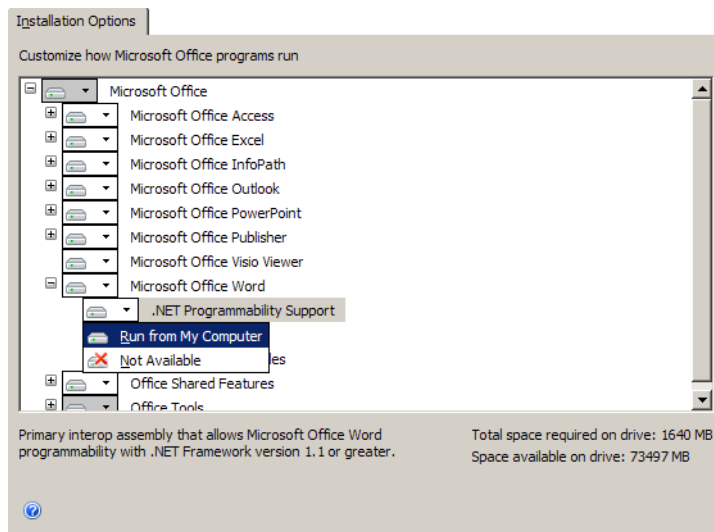 Installation Options
Customize how Microsoft Office programs run
Microsoft Office
Microsoft Office Access
Microsoft Office Excel
Microsoft Office InfoPath
Microsoft Office Outlook
Microsoft Office PowerPoint
Microsoft Office Publisher
Microsoft Office Visio Viewer
Microsoft Office Word
.NET Programmability Support
Run from My Computer
Not Available
Office Shared Features
Office Tools
Primary interop assembly that allows Microsoft Office Word
programmability with .NET Framework version 1.1 or greater.
Total space required on drive: 1640 MB
Space available on drive: 73497 MB